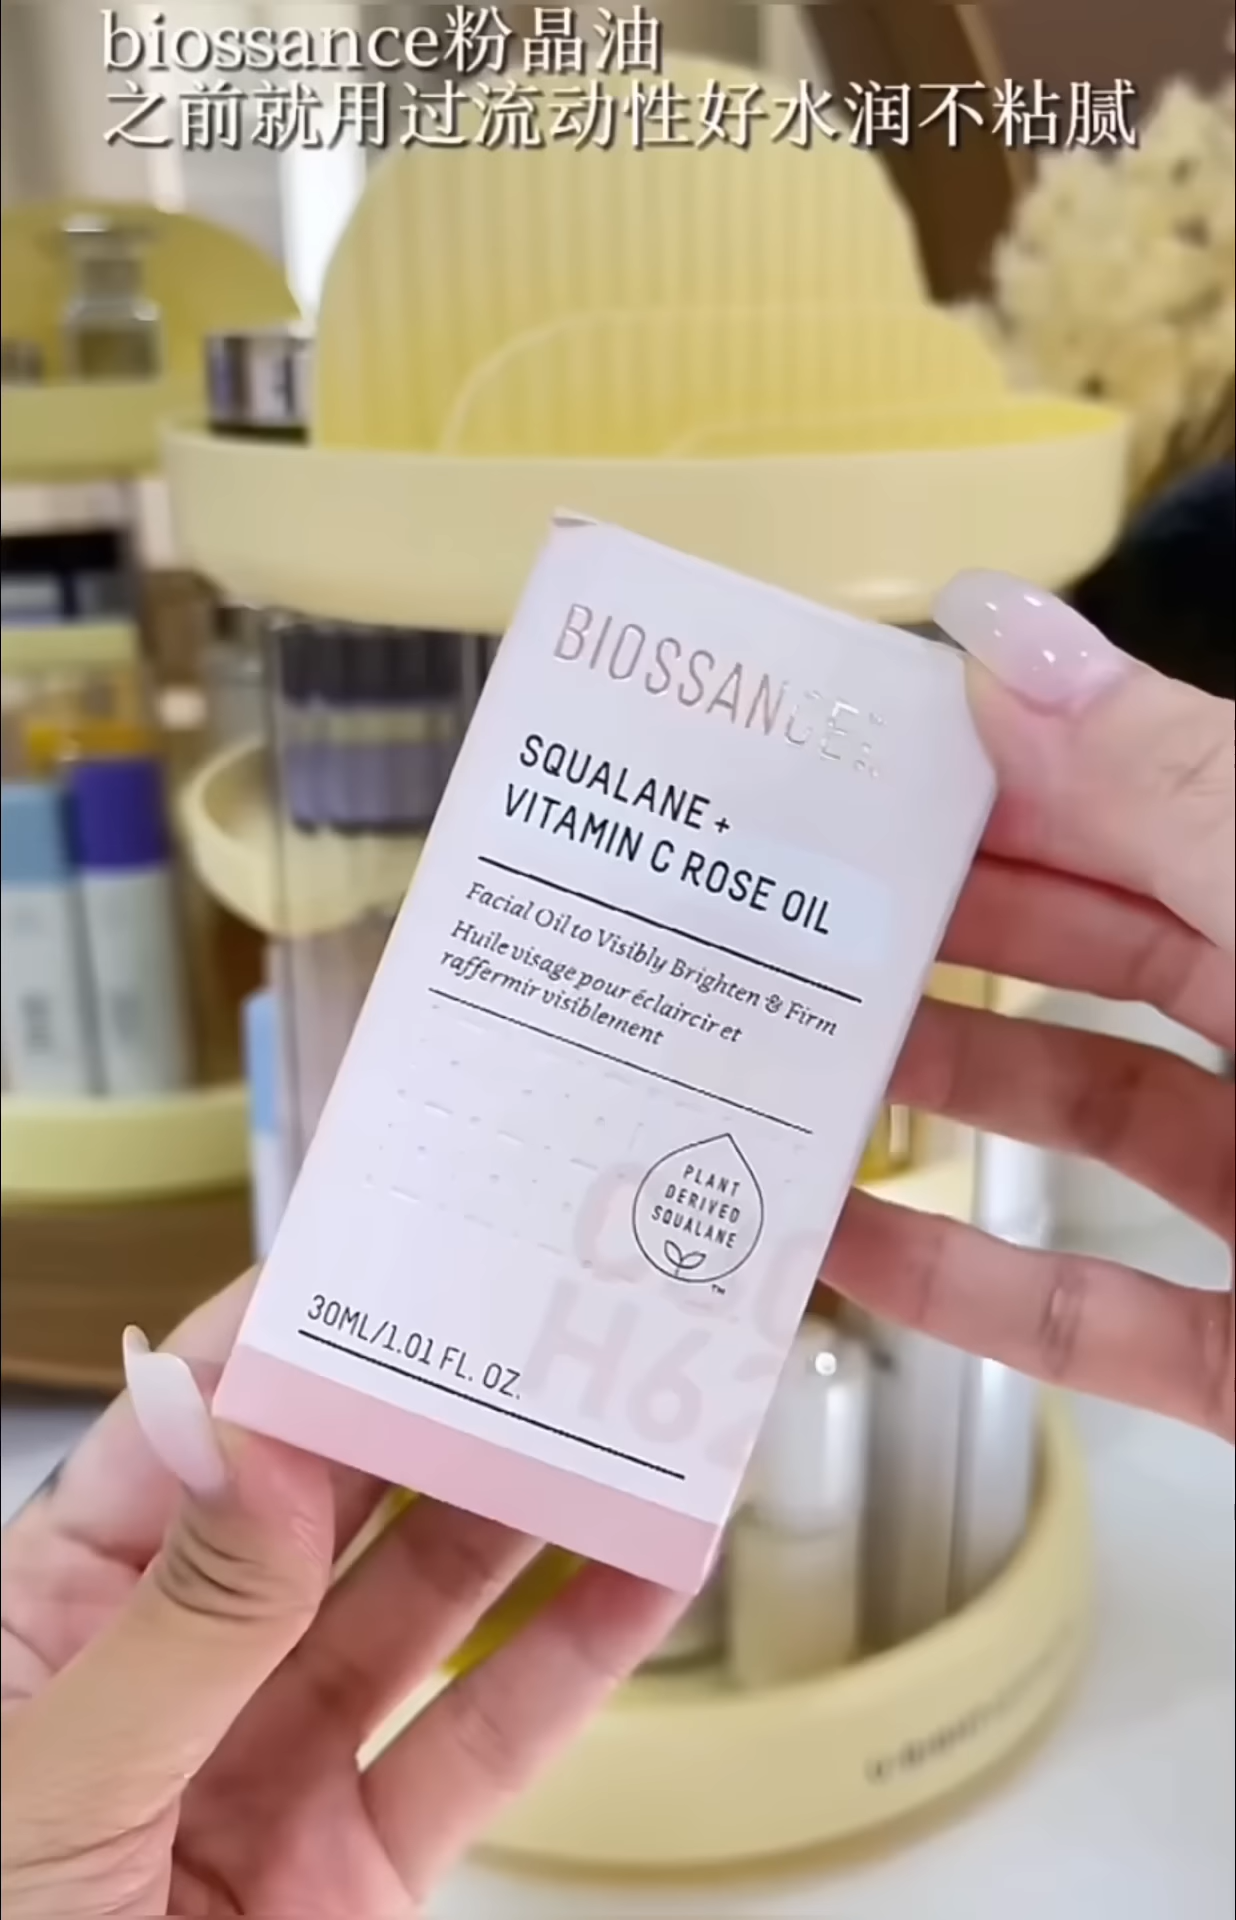 biossance粉晶油
之前就用过流动性好水润不粘腻
BIOSSANCE
SQUALANE +
VITAMIN C ROSE OIL
Facial Oil to Visibly Brighten & Firm
Huile visage pour éclaircir et
raffermir visiblement
PLANT
DERIVED
SQUALANE
™
H62
30ML/1.01 FL. OZ.